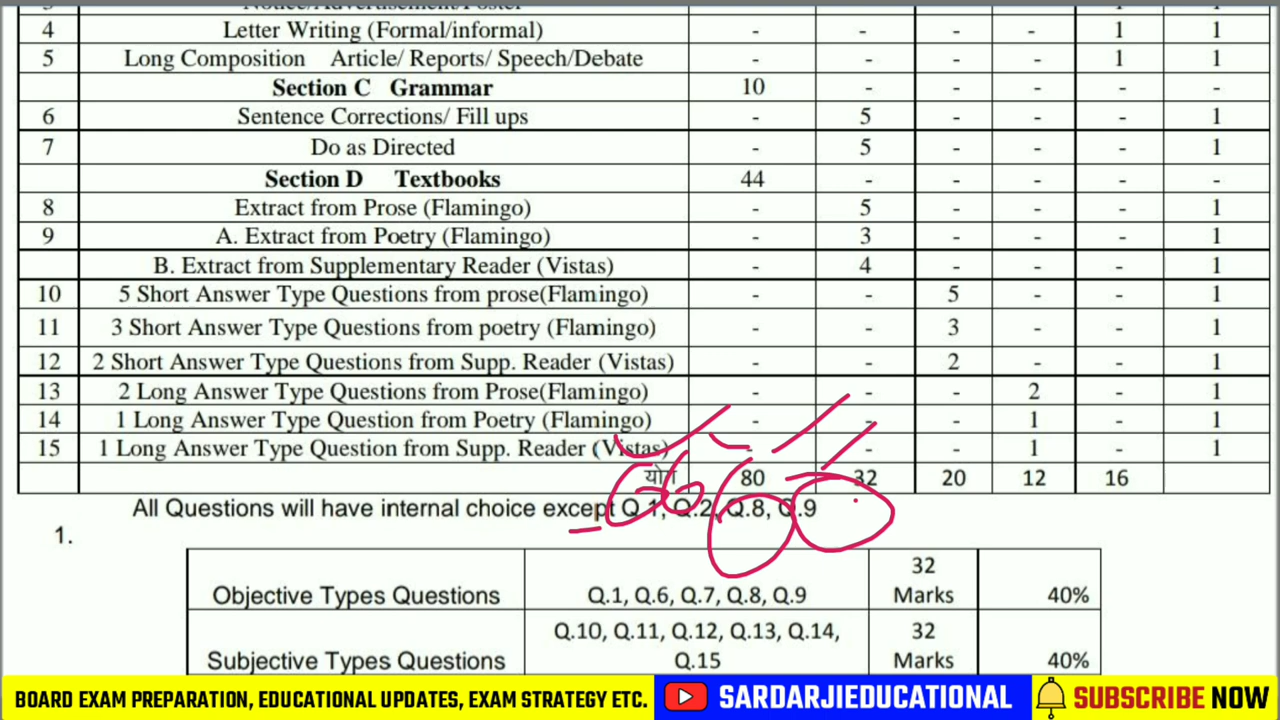 3 Notice/Advertisement/Poster - - - - 1 1
4 Letter Writing (Formal/informal) - - - - 1 1
5 Long Composition Article/ Reports/ Speech/Debate - - - - 1 1
Section C Grammar 10 - - - - -
6 Sentence Corrections/ Fill ups - 5 - - - 1
7 Do as Directed - 5 - - - 1
Section D Textbooks 44 - - - - -
8 Extract from Prose (Flamingo) - 5 - - - 1
9 A. Extract from Poetry (Flamingo) - 3 - - - 1
B. Extract from Supplementary Reader (Vistas) - 4 - - - 1
10 5 Short Answer Type Questions from prose(Flamingo) - - 5 - - 1
11 3 Short Answer Type Questions from poetry (Flamingo) - - 3 - - 1
12 2 Short Answer Type Questions from Supp. Reader (Vistas) - - 2 - - 1
13 2 Long Answer Type Questions from Prose(Flamingo) - - - 2 - 1
14 1 Long Answer Type Question from Poetry (Flamingo) - - - 1 - 1
15 1 Long Answer Type Question from Supp. Reader (Vistas) - - - 1 - 1
योग 80 32 20 12 16
All Questions will have internal choice except Q.1, Q.2, Q.8, Q.9
1.
Objective Types Questions Q.1, Q.6, Q.7, Q.8, Q.9 32 Marks 40%
Subjective Types Questions Q.10, Q.11, Q.12, Q.13, Q.14, Q.15 32 Marks 40%
BOARD EXAM PREPARATION, EDUCATIONAL UPDATES, EXAM STRATEGY ETC. SARDARJIEDUCATIONAL SUBSCRIBE NOW